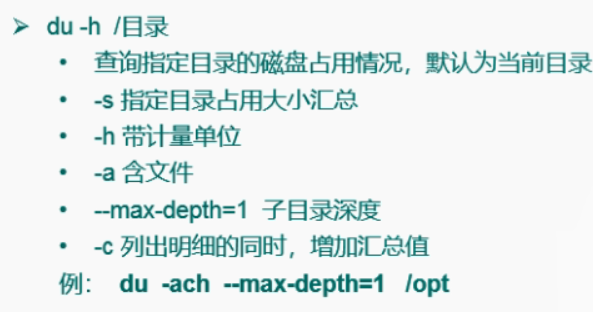 ➢ du -h /目录
• 查询指定目录的磁盘占用情况，默认为当前目录
• -s 指定目录占用大小汇总
• -h 带计量单位
• -a 含文件
• --max-depth=1 子目录深度
• -c 列出明细的同时，增加汇总值
例： du -ach --max-depth=1 /opt